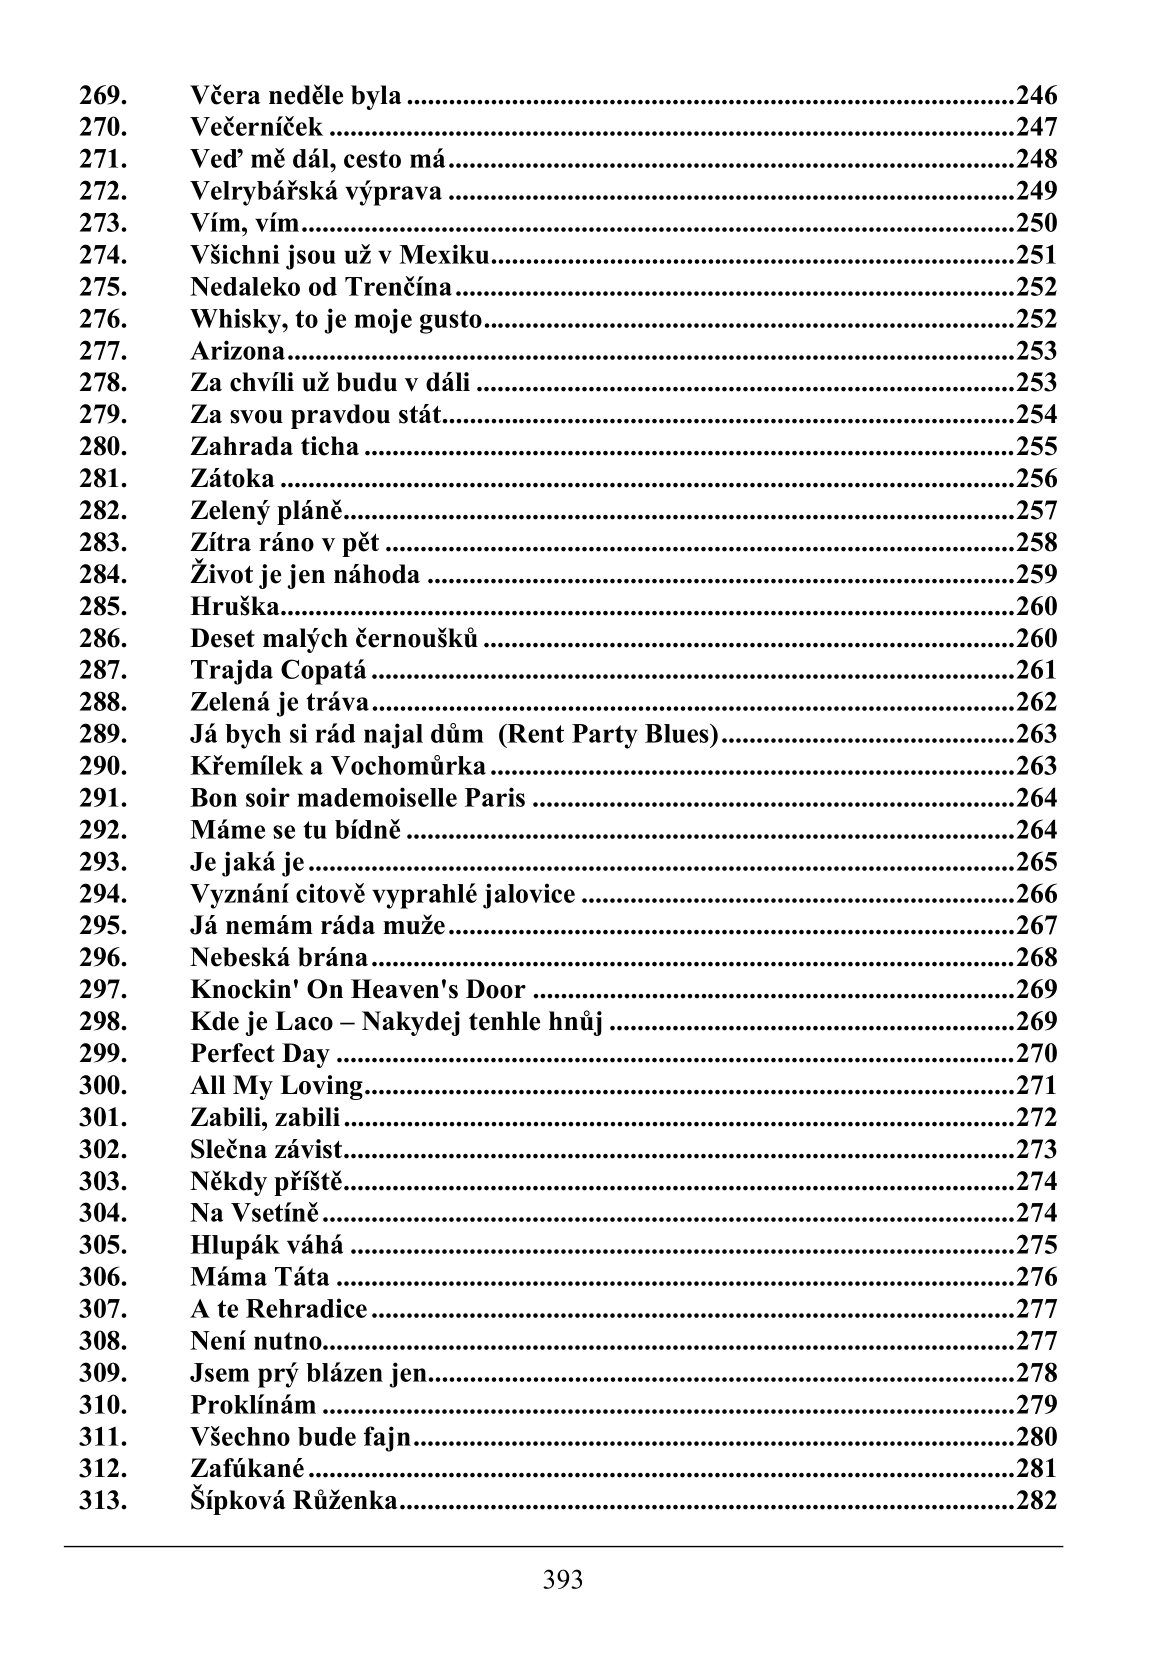 269. Včera neděle byla ........................................................................................246
270. Večerníček ...................................................................................................247
271. Veď mě dál, cesto má..................................................................................248
272. Velrybářská výprava ..................................................................................249
273. Vím, vím.......................................................................................................250
274. Všichni jsou už v Mexiku............................................................................251
275. Nedaleko od Trenčína.................................................................................252
276. Whisky, to je moje gusto.............................................................................252
277. Arizona.........................................................................................................253
278. Za chvíli už budu v dáli ..............................................................................253
279. Za svou pravdou stát...................................................................................254
280. Zahrada ticha ..............................................................................................255
281. Zátoka ..........................................................................................................256
282. Zelený pláně.................................................................................................257
283. Zítra ráno v pět ...........................................................................................258
284. Život je jen náhoda .....................................................................................259
285. Hruška..........................................................................................................260
286. Deset malých černoušků .............................................................................260
287. Trajda Copatá .............................................................................................261
288. Zelená je tráva.............................................................................................262
289. Já bych si rád najal dům  (Rent Party Blues)...........................................263
290. Křemílek a Vochomůrka ............................................................................263
291. Bon soir mademoiselle Paris ......................................................................264
292. Máme se tu bídně ........................................................................................264
293. Je jaká je ......................................................................................................265
294. Vyznání citově vyprahlé jalovice ...............................................................266
295. Já nemám ráda muže..................................................................................267
296. Nebeská brána.............................................................................................268
297. Knockin' On Heaven's Door ......................................................................269
298. Kde je Laco – Nakydej tenhle hnůj ...........................................................269
299. Perfect Day ..................................................................................................270
300. All My Loving..............................................................................................271
301. Zabili, zabili.................................................................................................272
302. Slečna závist.................................................................................................273
303. Někdy příště.................................................................................................274
304. Na Vsetíně....................................................................................................274
305. Hlupák váhá ................................................................................................275
306. Máma Táta ..................................................................................................276
307. A te Rehradice .............................................................................................277
308. Není nutno....................................................................................................277
309. Jsem prý blázen jen.....................................................................................278
310. Proklínám ....................................................................................................279
311. Všechno bude fajn.......................................................................................280
312. Zafúkané ......................................................................................................281
313. Šípková Růženka.........................................................................................282
393